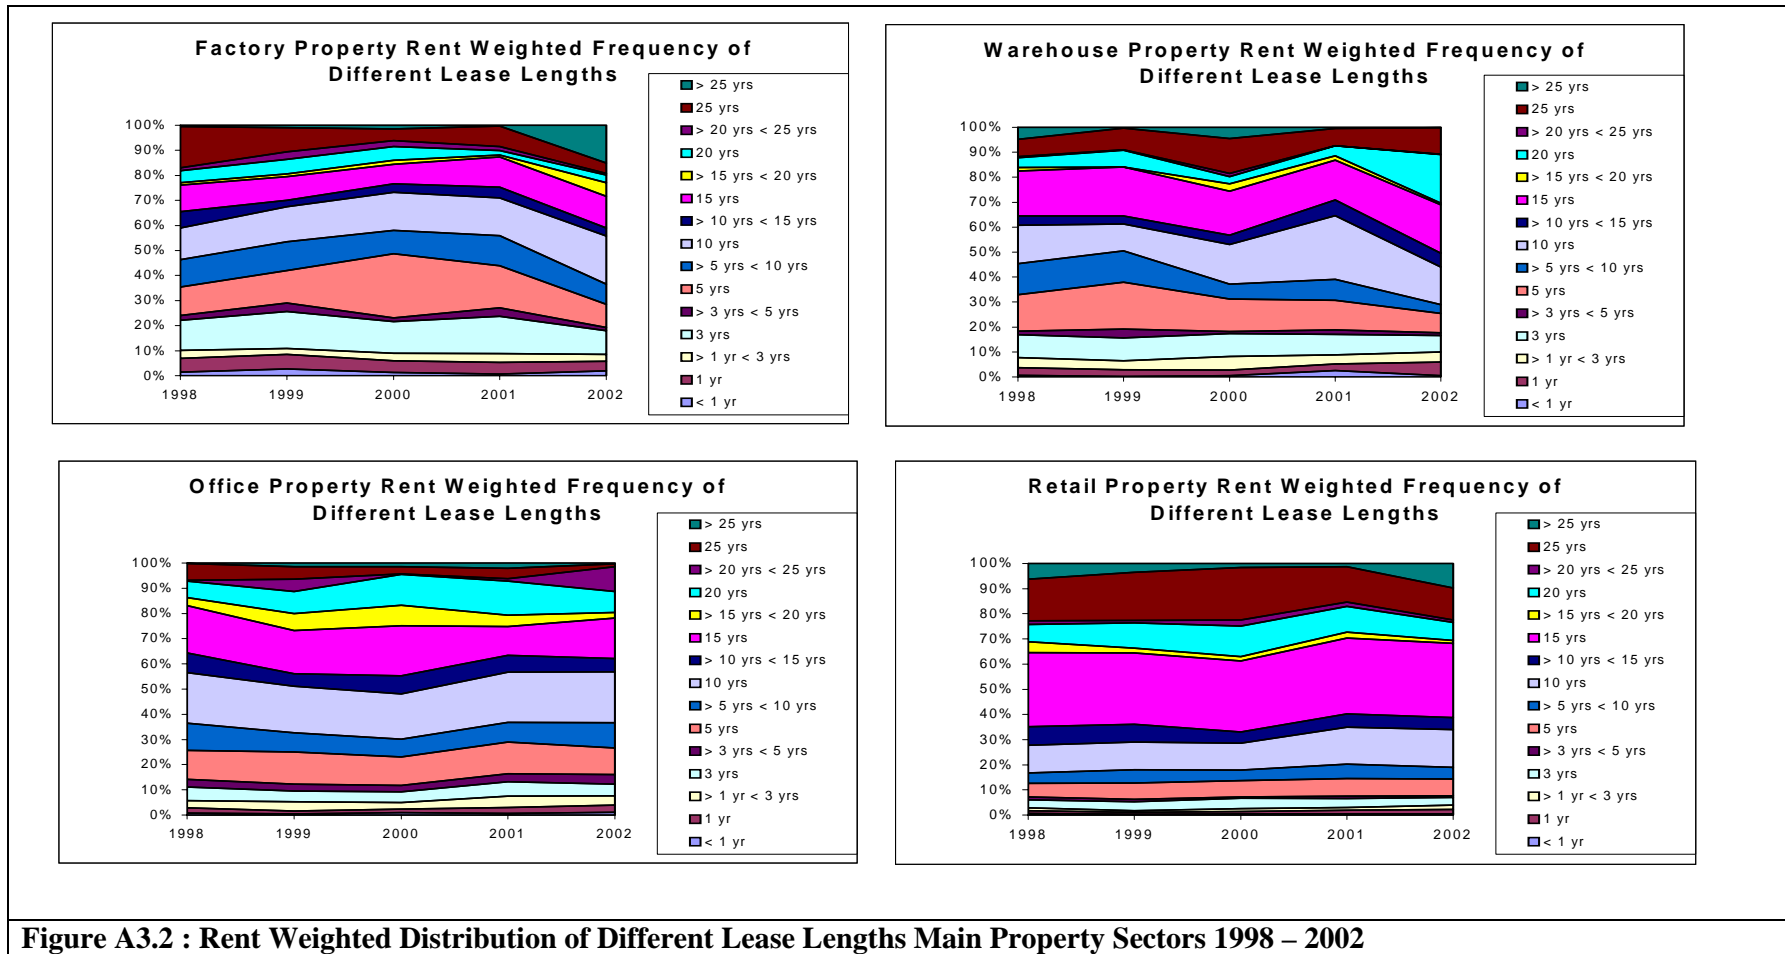 Factory Property Rent Weighted Frequency of
Different Lease Lengths
> 25 yrs
25 yrs
> 20 yrs < 25 yrs
20 yrs
> 15 yrs < 20 yrs
15 yrs
> 10 yrs < 15 yrs
10 yrs
> 5 yrs < 10 yrs
5 yrs
> 3 yrs < 5 yrs
3 yrs
> 1 yr < 3 yrs
1 yr
< 1 yr
100%
90%
80%
70%
60%
50%
40%
30%
20%
10%
0%
1998 1999 2000 2001 2002
Warehouse Property Rent Weighted Frequency of
Different Lease Lengths
> 25 yrs
25 yrs
> 20 yrs < 25 yrs
20 yrs
> 15 yrs < 20 yrs
15 yrs
> 10 yrs < 15 yrs
10 yrs
> 5 yrs < 10 yrs
5 yrs
> 3 yrs < 5 yrs
3 yrs
> 1 yr < 3 yrs
1 yr
< 1 yr
100%
90%
80%
70%
60%
50%
40%
30%
20%
10%
0%
1998 1999 2000 2001 2002
Office Property Rent Weighted Frequency of
Different Lease Lengths
> 25 yrs
25 yrs
> 20 yrs < 25 yrs
20 yrs
> 15 yrs < 20 yrs
15 yrs
> 10 yrs < 15 yrs
10 yrs
> 5 yrs < 10 yrs
5 yrs
> 3 yrs < 5 yrs
3 yrs
> 1 yr < 3 yrs
1 yr
< 1 yr
100%
90%
80%
70%
60%
50%
40%
30%
20%
10%
0%
1998 1999 2000 2001 2002
Retail Property Rent Weighted Frequency of
Different Lease Lengths
> 25 yrs
25 yrs
> 20 yrs < 25 yrs
20 yrs
> 15 yrs < 20 yrs
15 yrs
> 10 yrs < 15 yrs
10 yrs
> 5 yrs < 10 yrs
5 yrs
> 3 yrs < 5 yrs
3 yrs
> 1 yr < 3 yrs
1 yr
< 1 yr
100%
90%
80%
70%
60%
50%
40%
30%
20%
10%
0%
1998 1999 2000 2001 2002
Figure A3.2 : Rent Weighted Distribution of Different Lease Lengths Main Property Sectors 1998 – 2002